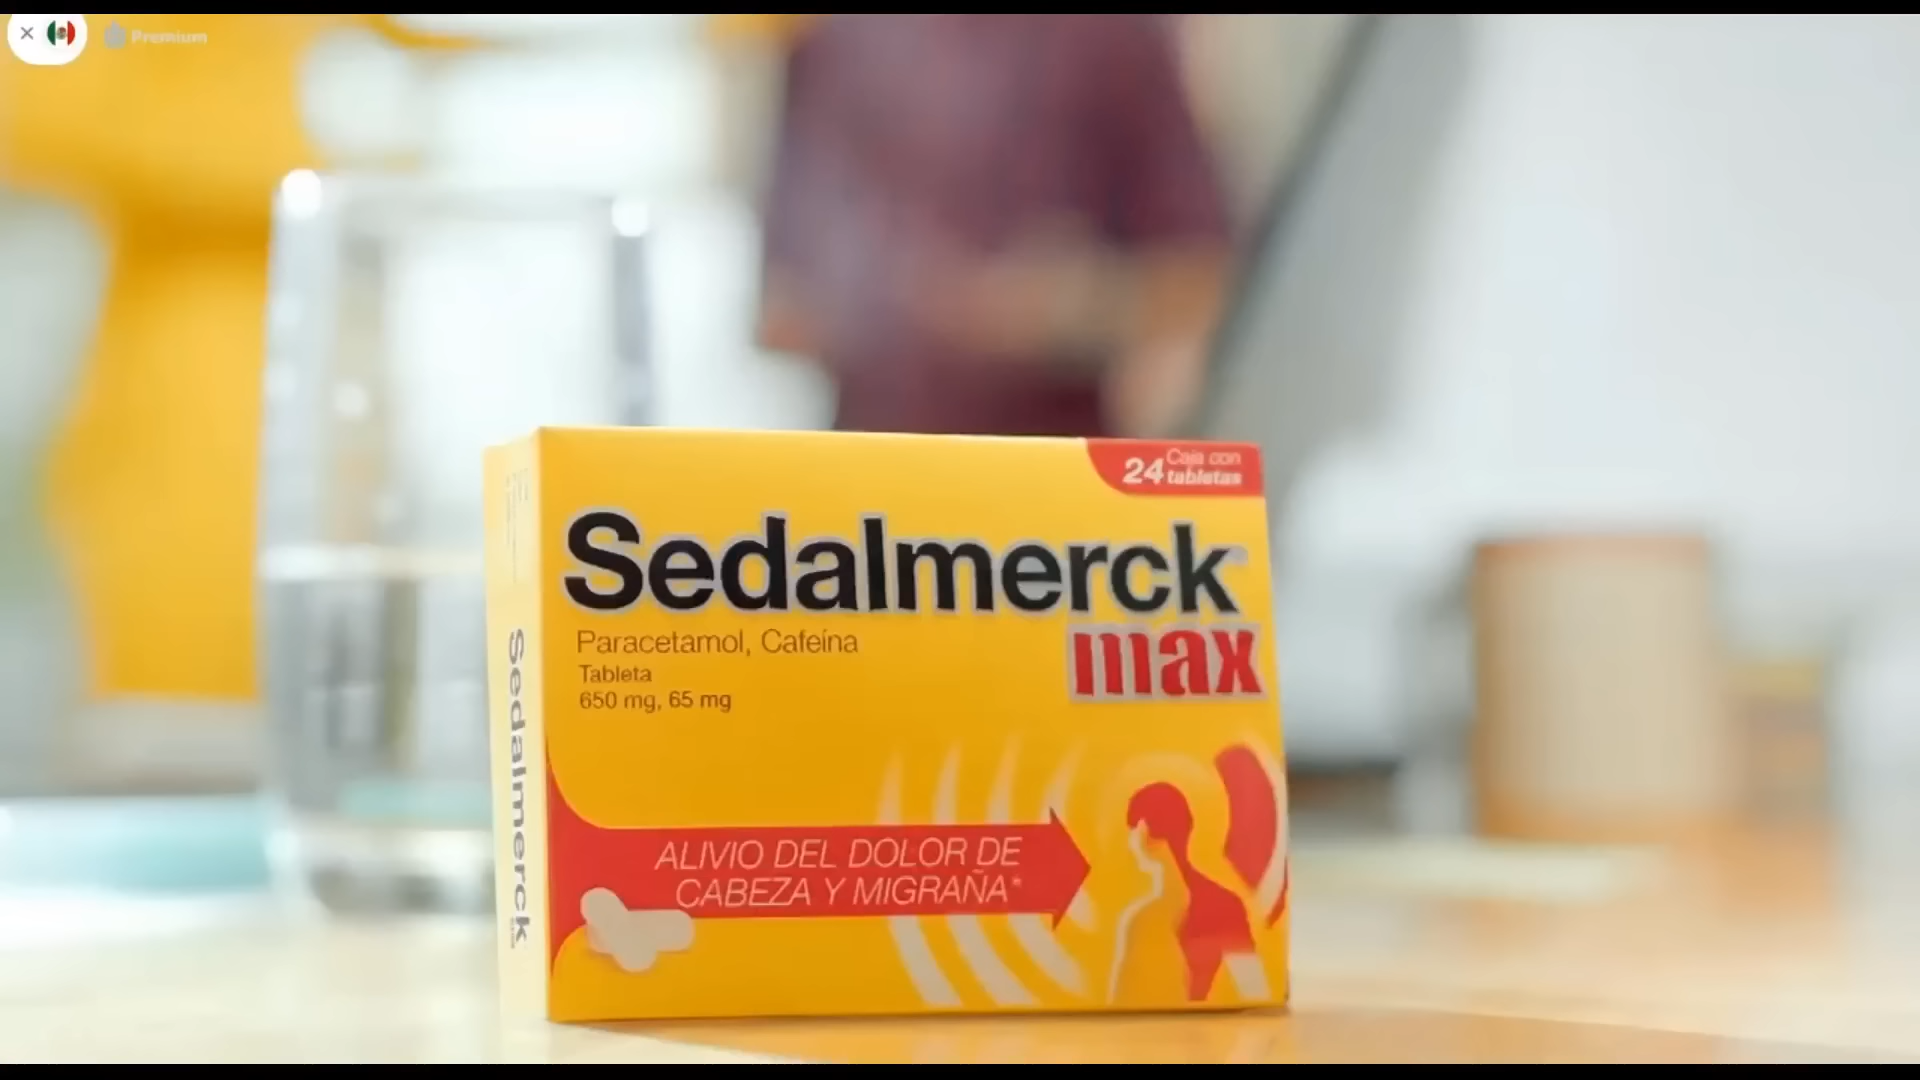 Premium
Caja con
24 tabletas
Sedalmerck
max
Paracetamol, Cafeína
Tableta
650 mg, 65 mg
ALIVIO DEL DOLOR DE
CABEZA Y MIGRAÑA*
Sedalmerck